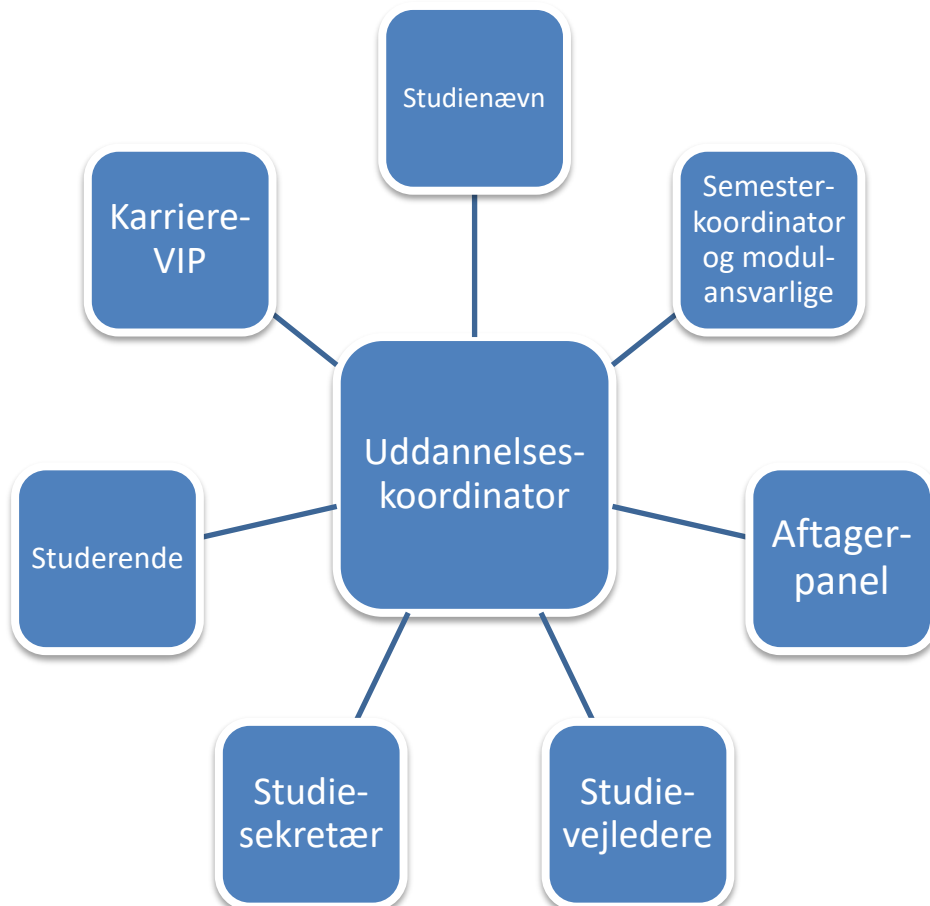 Studienævn
Karriere-
VIP
Semester-
koordinator
og modul-
ansvarlige
Uddannelses-
koordinator
Studerende
Aftager-
panel
Studie-
sekretær
Studie-
vejledere